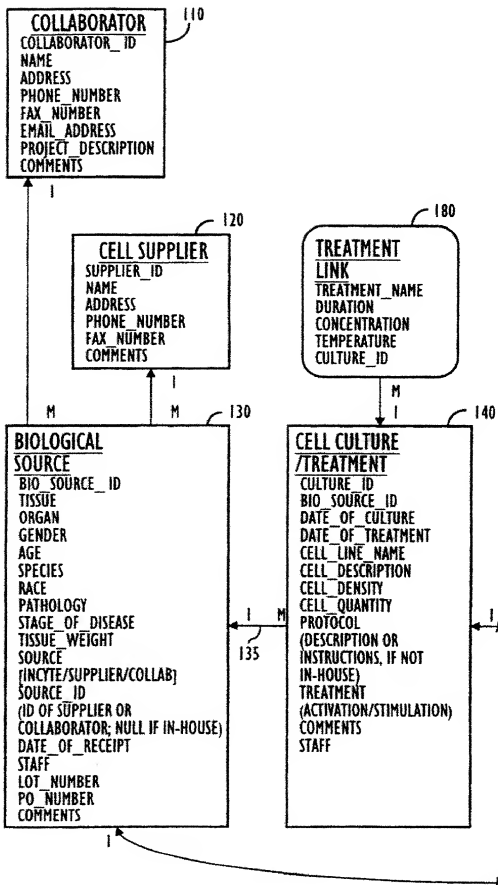 110
COLLABORATOR
COLLABORATOR_ID
NAME
ADDRESS
PHONE_NUMBER
FAX_NUMBER
EMAIL_ADDRESS
PROJECT_DESCRIPTION
COMMENTS
1
120
CELL SUPPLIER
SUPPLIER_ID
NAME
ADDRESS
PHONE_NUMBER
FAX_NUMBER
COMMENTS
1
180
TREATMENT
LINK
TREATMENT_NAME
DURATION
CONCENTRATION
TEMPERATURE
CULTURE_ID
M
1
M
M
130
BIOLOGICAL
SOURCE
BIO_SOURCE_ID
TISSUE
ORGAN
GENDER
AGE
SPECIES
RACE
PATHOLOGY
STAGE_OF_DISEASE
TISSUE_WEIGHT
SOURCE
[INCYTE/SUPPLIER/COLLAB]
SOURCE_ID
(ID OF SUPPLIER OR
COLLABORATOR; NULL IF IN-HOUSE)
DATE_OF_RECEIPT
STAFF
LOT_NUMBER
PO_NUMBER
COMMENTS
1
1 M
135
140
CELL CULTURE
/TREATMENT
CULTURE_ID
BIO_SOURCE_ID
DATE_OF_CULTURE
DATE_OF_TREATMENT
CELL_LINE_NAME
CELL_DESCRIPTION
CELL_DENSITY
CELL_QUANTITY
PROTOCOL
(DESCRIPTION OR
INSTRUCTIONS, IF NOT
IN-HOUSE)
TREATMENT
(ACTIVATION/STIMULATION)
COMMENTS
STAFF
1